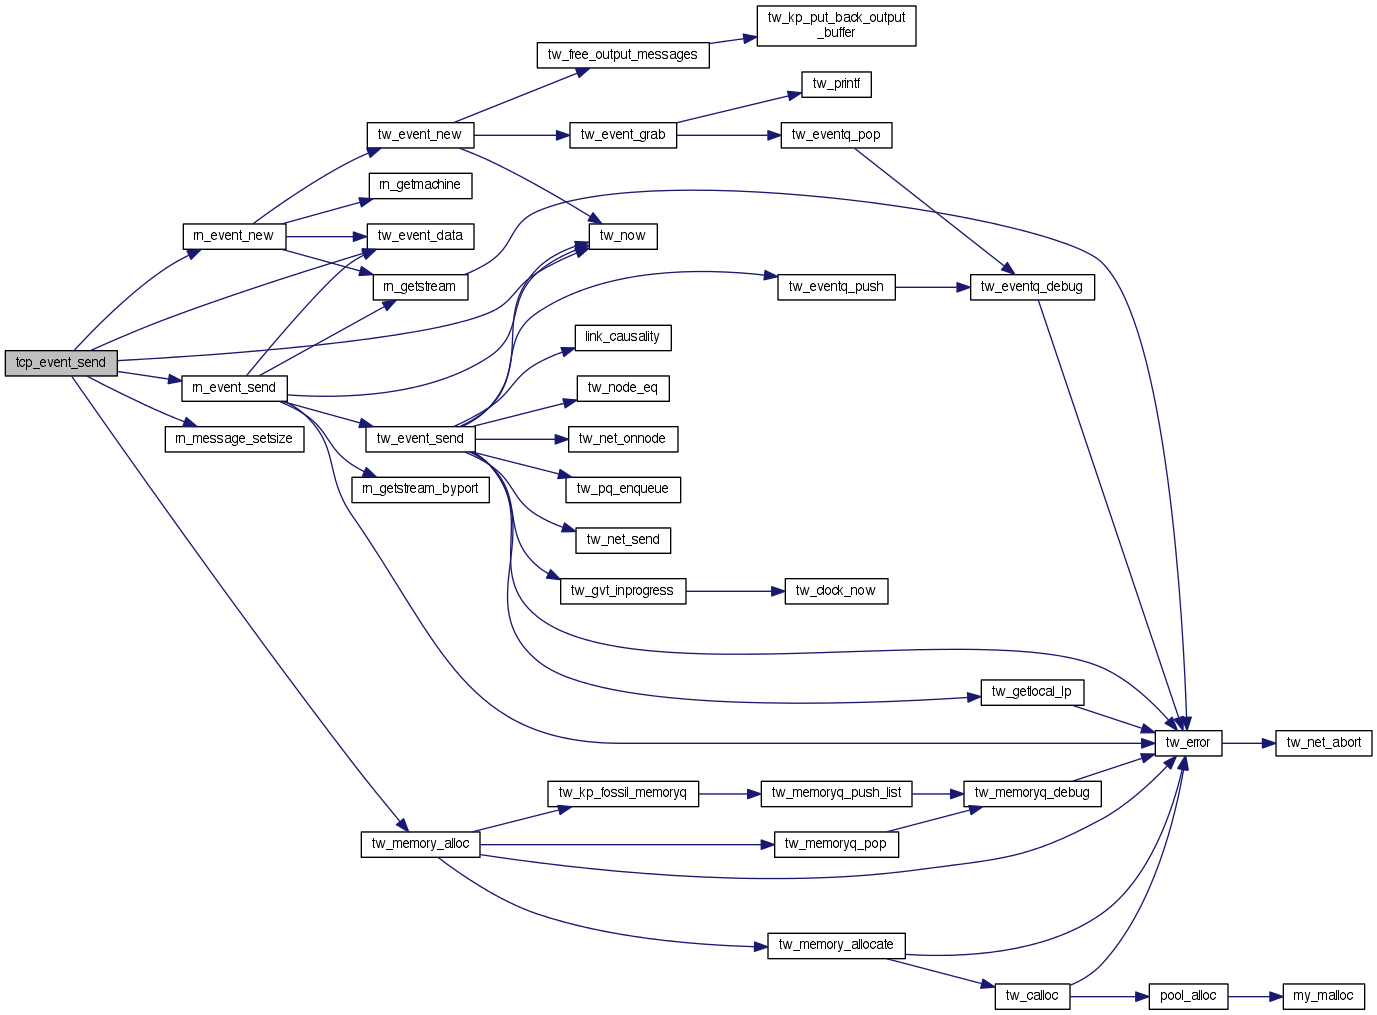 tw_kp_put_back_output
_buffer
tw_free_output_messages
tw_printf
tw_event_new
tw_event_grab
tw_eventq_pop
rn_getmachine
rn_event_new
tw_event_data
tw_now
rn_getstream
tw_eventq_push
tw_eventq_debug
link_causality
tcp_event_send
rn_event_send
tw_node_eq
rn_message_setsize
tw_event_send
tw_net_onnode
rn_getstream_byport
tw_pq_enqueue
tw_net_send
tw_gvt_inprogress
tw_clock_now
tw_getlocal_lp
tw_error
tw_net_abort
tw_kp_fossil_memoryq
tw_memoryq_push_list
tw_memoryq_debug
tw_memory_alloc
tw_memoryq_pop
tw_memory_allocate
tw_calloc
pool_alloc
my_malloc